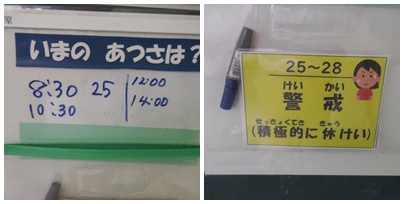 室
いまの あつさは？
8:30 25 12:00
10:30 14:00
25～28
けい かい
警 戒
せっきょくてき きゅう
(積極的に休けい)